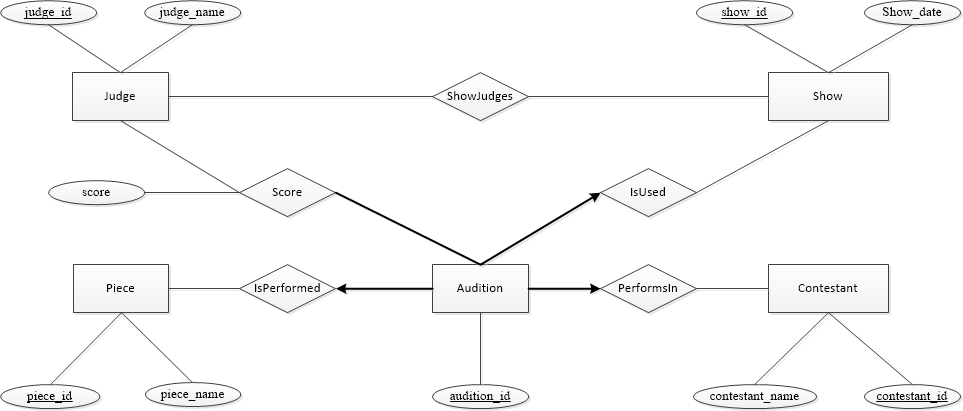 judge_id
judge_name
show_id
Show_date
Judge
ShowJudges
Show
score
Score
IsUsed
Piece
IsPerformed
Audition
PerformsIn
Contestant
piece_id
piece_name
audition_id
contestant_name
contestant_id